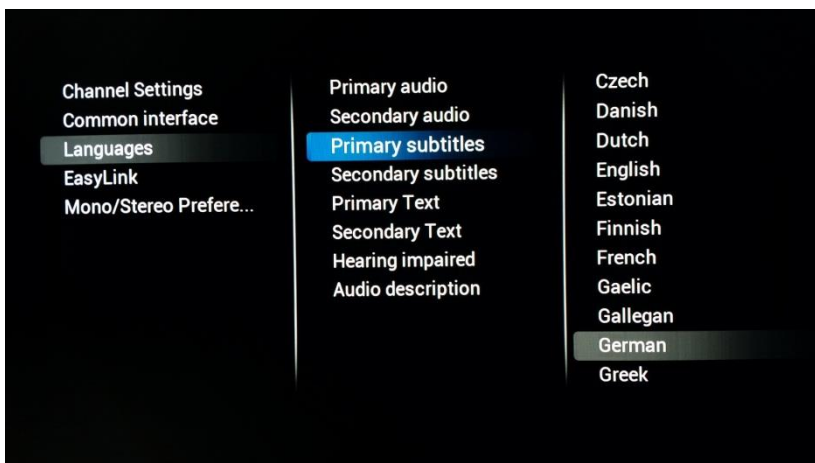 Channel Settings
Common interface
Languages
EasyLink
Mono/Stereo Prefere...
Primary audio
Secondary audio
Primary subtitles
Secondary subtitles
Primary Text
Secondary Text
Hearing impaired
Audio description
Czech
Danish
Dutch
English
Estonian
Finnish
French
Gaelic
Gallegan
German
Greek